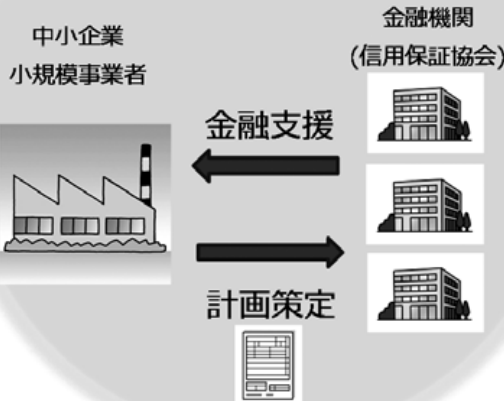 中小企業
小規模事業者
金融機関
(信用保証協会)
金融支援
計画策定